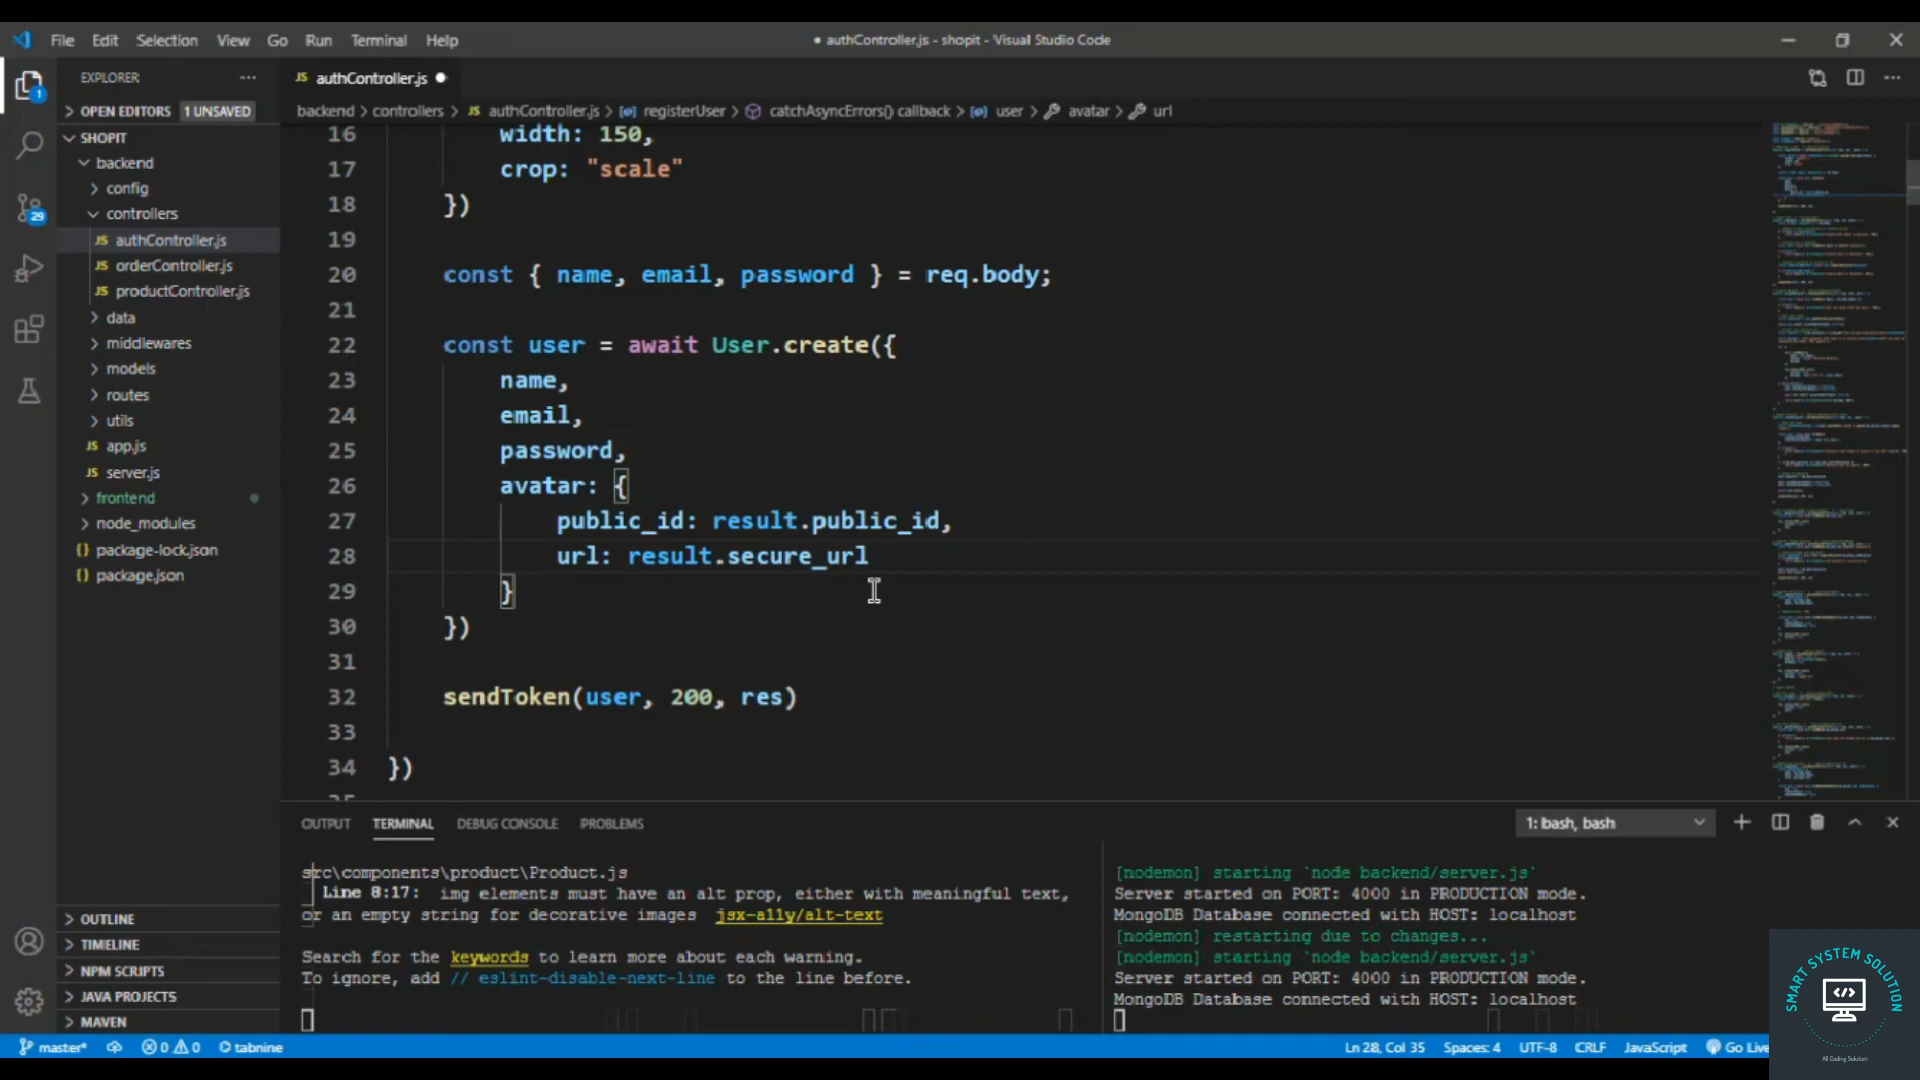 File Edit Selection View Go Run Terminal Help
● authController.js - shopit - Visual Studio Code
EXPLORER
OPEN EDITORS 1 UNSAVED
SHOPIT
backend
config
controllers
JS authController.js
JS orderController.js
JS productController.js
data
middlewares
models
routes
utils
JS app.js
JS server.js
frontend
node_modules
{} package-lock.json
{} package.json
OUTLINE
TIMELINE
NPM SCRIPTS
JAVA PROJECTS
MAVEN
1
29
JS authController.js ●
backend > controllers > JS authController.js > registerUser > catchAsyncErrors() callback > user > avatar > url
16 width: 150,
17 crop: "scale"
18 })
19
20 const { name, email, password } = req.body;
21
22 const user = await User.create({
23 name,
24 email,
25 password,
26 avatar: {
27 public_id: result.public_id,
28 url: result.secure_url
29 }
30 })
31
32 sendToken(user, 200, res)
33
34 })
OUTPUT TERMINAL DEBUG CONSOLE PROBLEMS
1: bash, bash
src\components\product\Product.js
Line 8:17: img elements must have an alt prop, either with meaningful text,
or an empty string for decorative images jsx-a11y/alt-text
Search for the keywords to learn more about each warning.
To ignore, add // eslint-disable-next-line to the line before.
[nodemon] starting `node backend/server.js`
Server started on PORT: 4000 in PRODUCTION mode.
MongoDB Database connected with HOST: localhost
[nodemon] restarting due to changes...
[nodemon] starting `node backend/server.js`
Server started on PORT: 4000 in PRODUCTION mode.
MongoDB Database connected with HOST: localhost
master* 0 0 tabnine
Ln 28, Col 35 Spaces: 4 UTF-8 CRLF JavaScript Go Live
SMART SYSTEM SOLUTION
</>
All Coding Solution